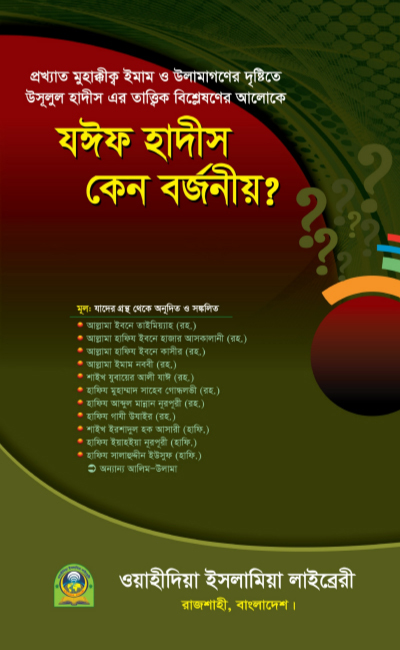 প্রখ্যাত মুহাক্কীক্ব ইমাম ও উলামাগণের দৃষ্টিতে
উসূলুল হাদীস এর তাত্ত্বিক বিশ্লেষণের আলোকে
যঈফ হাদীস
কেন বর্জনীয়?
মূল: যাদের গ্রন্থ থেকে অনূদিত ও সঙ্কলিত
আল্লামা ইবনে তাইমিয়্যাহ (রহ.)
আল্লামা হাফিয ইবনে হাজার আসকালানী (রহ.)
আল্লামা হাফিয ইবনে কাসীর (রহ.)
আল্লামা ইমাম নববী (রহ.)
শাইখ যুবায়ের আলী যাঈ (রহ.)
হাফিয মুহাম্মাদ সাহেব গোন্ধলভী (রহ.)
হাফিয আব্দুল মান্নান নূরপূরী (রহ.)
হাফিয গাযী উযাইর (রহ.)
শাইখ ইরশাদুল হক আসারী (হাফি.)
হাফিয ইয়াহইয়া নূরপূরী (হাফি.)
হাফিয সালাহুদ্দীন ইউসুফ (হাফি.)
➲ অন্যান্য আলিম-উলামা
ওয়াহীদিয়া ইসলামিয়া লাইব্রেরী
রাজশাহী, বাংলাদেশ।